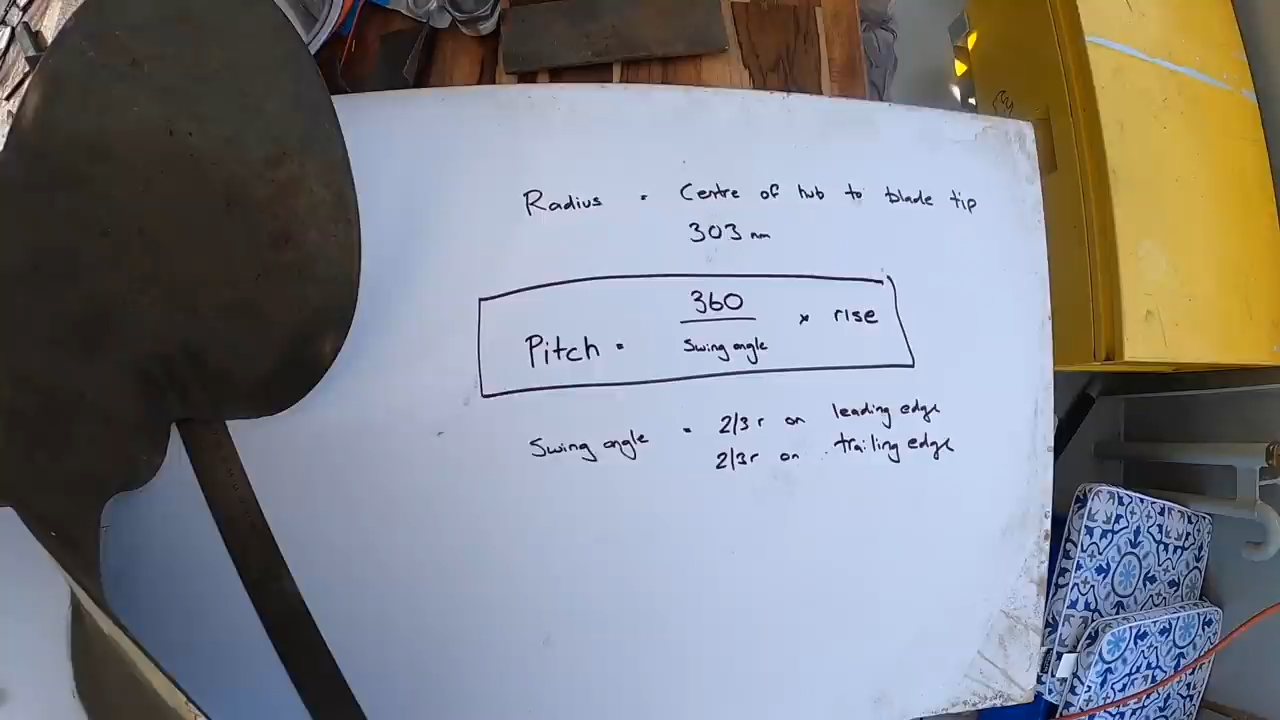 Radius = Centre of hub to blade tip
303 mm
Pitch = 360 / Swing angle × rise
Swing angle = 2/3 r on leading edge
2/3 r on trailing edge